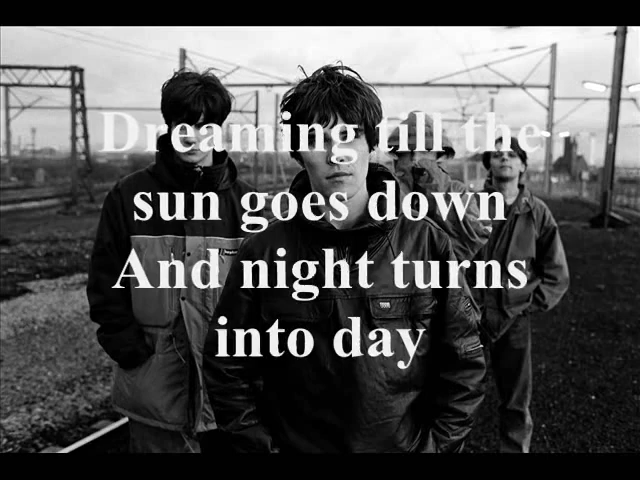 Dreaming till the
sun goes down
And night turns
into day